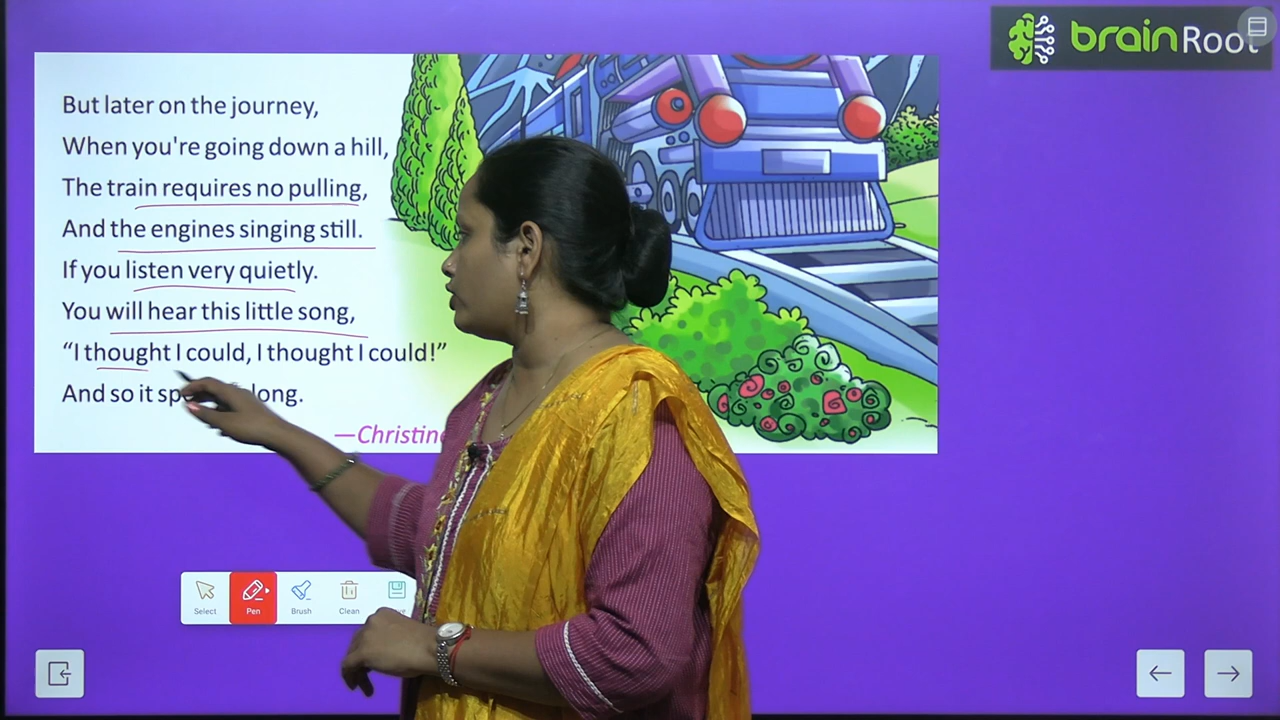 brainRoot
But later on the journey,
When you're going down a hill,
The train requires no pulling,
And the engines singing still.
If you listen very quietly.
You will hear this little song,
“I thought I could, I thought I could!”
And so it long.
—Christine
Select
Pen
Brush
Clean